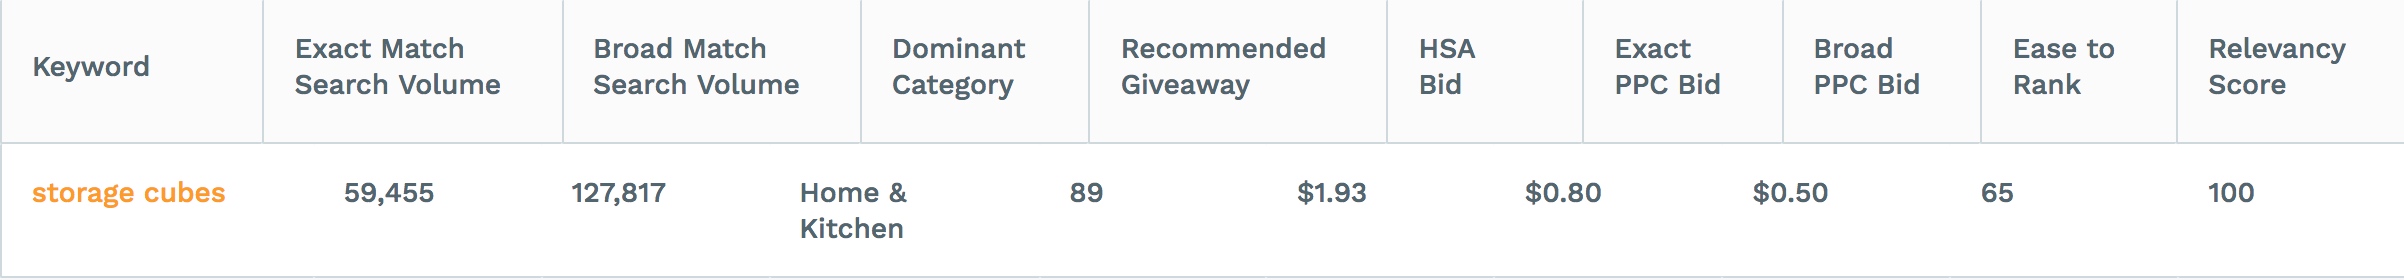 Keyword
Exact Match
Search Volume
Broad Match
Search Volume
Dominant
Category
Recommended
Giveaway
HSA
Bid
Exact
PPC Bid
Broad
PPC Bid
Ease to
Rank
Relevancy
Score
storage cubes
59,455
127,817
Home &
Kitchen
89
$1.93
$0.80
$0.50
65
100